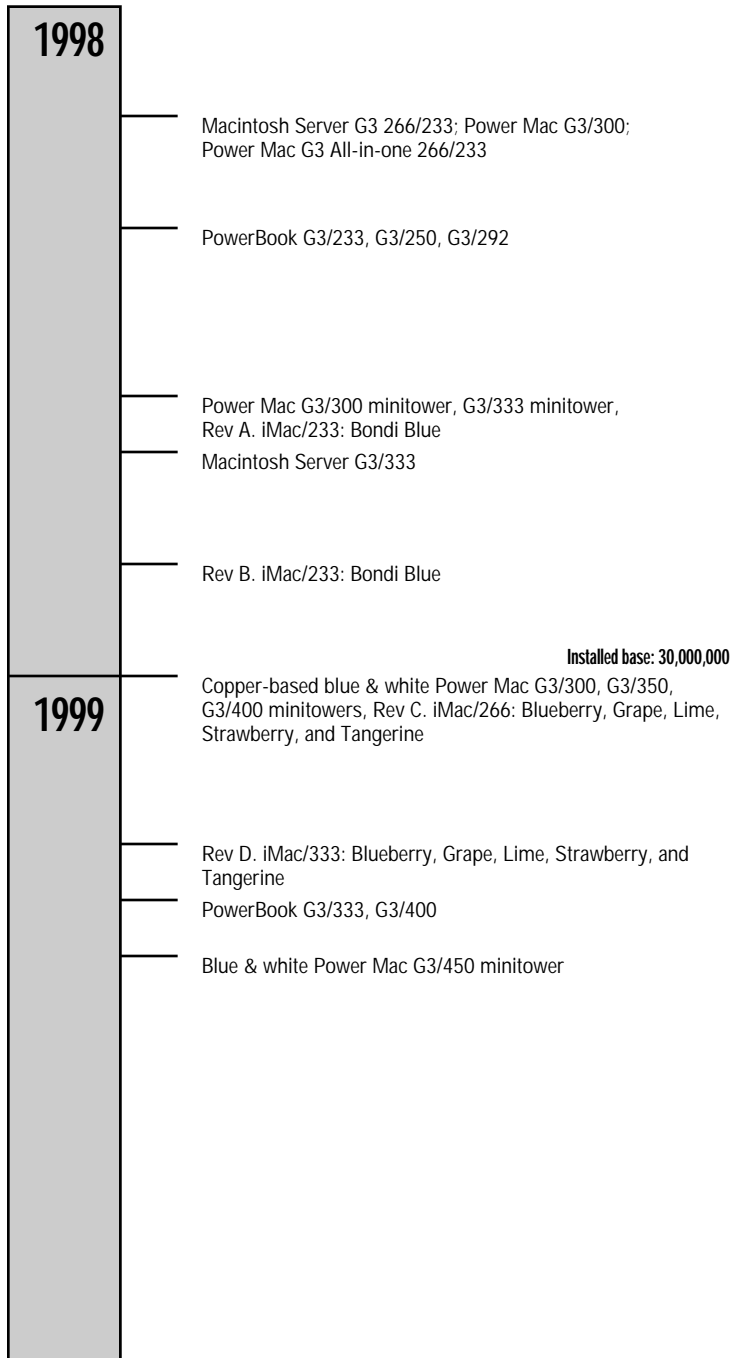 1998
Macintosh Server G3 266/233; Power Mac G3/300;
Power Mac G3 All-in-one 266/233
PowerBook G3/233, G3/250, G3/292
Power Mac G3/300 minitower, G3/333 minitower,
Rev A. iMac/233: Bondi Blue
Macintosh Server G3/333
Rev B. iMac/233: Bondi Blue
Installed base: 30,000,000
1999
Copper-based blue & white Power Mac G3/300, G3/350,
G3/400 minitowers, Rev C. iMac/266: Blueberry, Grape, Lime,
Strawberry, and Tangerine
Rev D. iMac/333: Blueberry, Grape, Lime, Strawberry, and
Tangerine
PowerBook G3/333, G3/400
Blue & white Power Mac G3/450 minitower